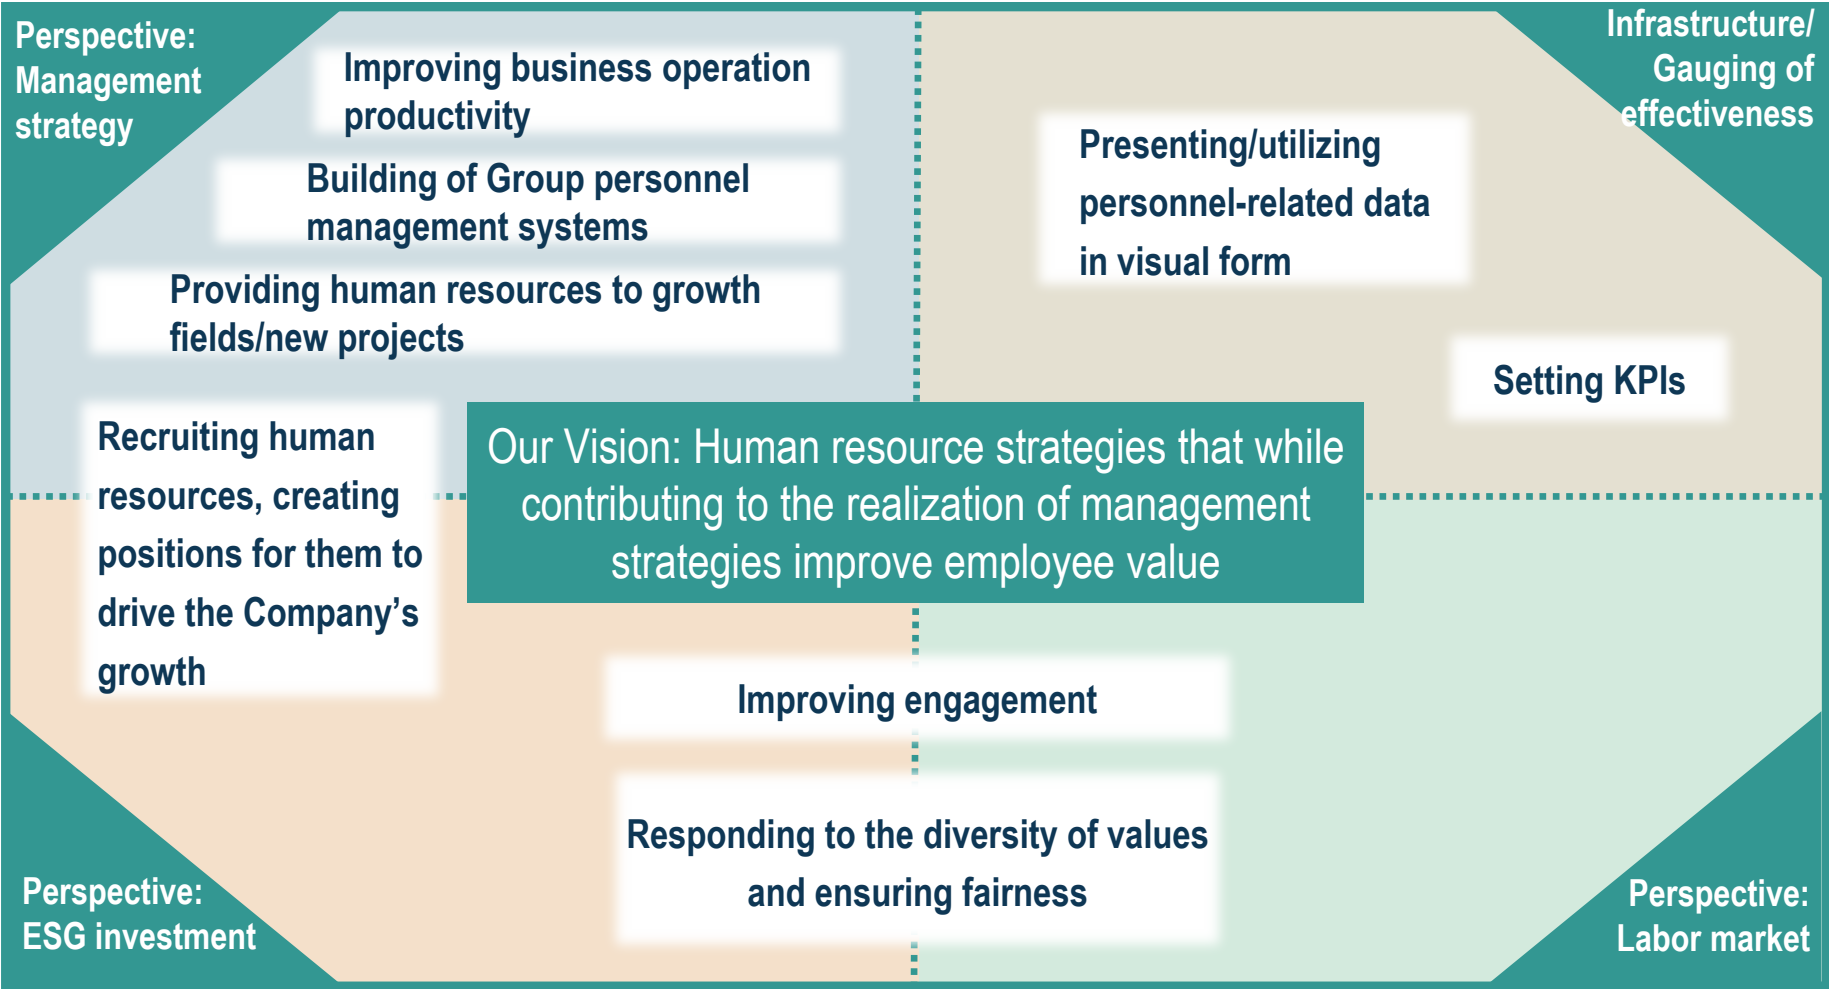 Perspective:
Management
strategy
Improving business operation
productivity
Building of Group personnel
management systems
Providing human resources to growth
fields/new projects
Infrastructure/
Gauging of
effectiveness
Presenting/utilizing
personnel-related data
in visual form
Setting KPIs
Recruiting human
resources, creating
positions for them to
drive the Company’s
growth
Our Vision: Human resource strategies that while
contributing to the realization of management
strategies improve employee value
Improving engagement
Responding to the diversity of values
and ensuring fairness
Perspective:
ESG investment
Perspective:
Labor market